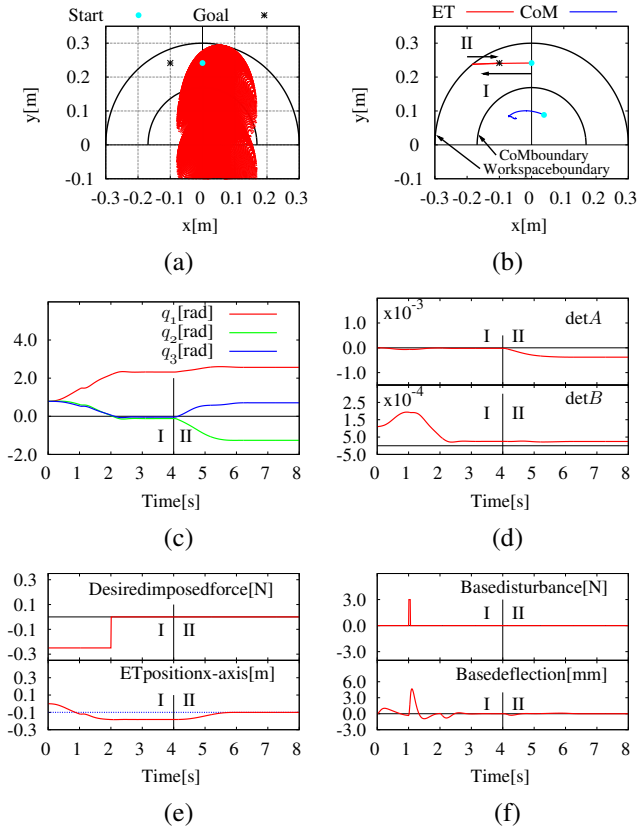 Start Goal
y[m]
0.3
0.2
0.1
0
-0.1
-0.3 -0.2 -0.1 0 0.1 0.2 0.3
x[m]
(a)
ET CoM
y[m]
0.3
0.2
0.1
0
-0.1
II
I
CoMboundary
Workspaceboundary
-0.3 -0.2 -0.1 0 0.1 0.2 0.3
x[m]
(b)
q1[rad]
q2[rad]
q3[rad]
4.0
2.0
0.0
-2.0
I II
0 1 2 3 4 5 6 7 8
Time[s]
(c)
x10-3
detA
1.0
0.0
-1.0
I II
x10-4
detB
2.5
1.5
5.0
-5.0
I II
0 1 2 3 4 5 6 7 8
Time[s]
(d)
0.3
Desiredimposedforce[N]
0.1
-0.1
-0.3
I II
ETpositionx-axis[m]
0.1
-0.1
-0.3
I II
0 1 2 3 4 5 6 7 8
Time[s]
(e)
Basedisturbance[N]
3.0
0.0
-3.0
I II
Basedeflection[mm]
6.0
3.0
0.0
-3.0
I II
0 1 2 3 4 5 6 7 8
Time[s]
(f)